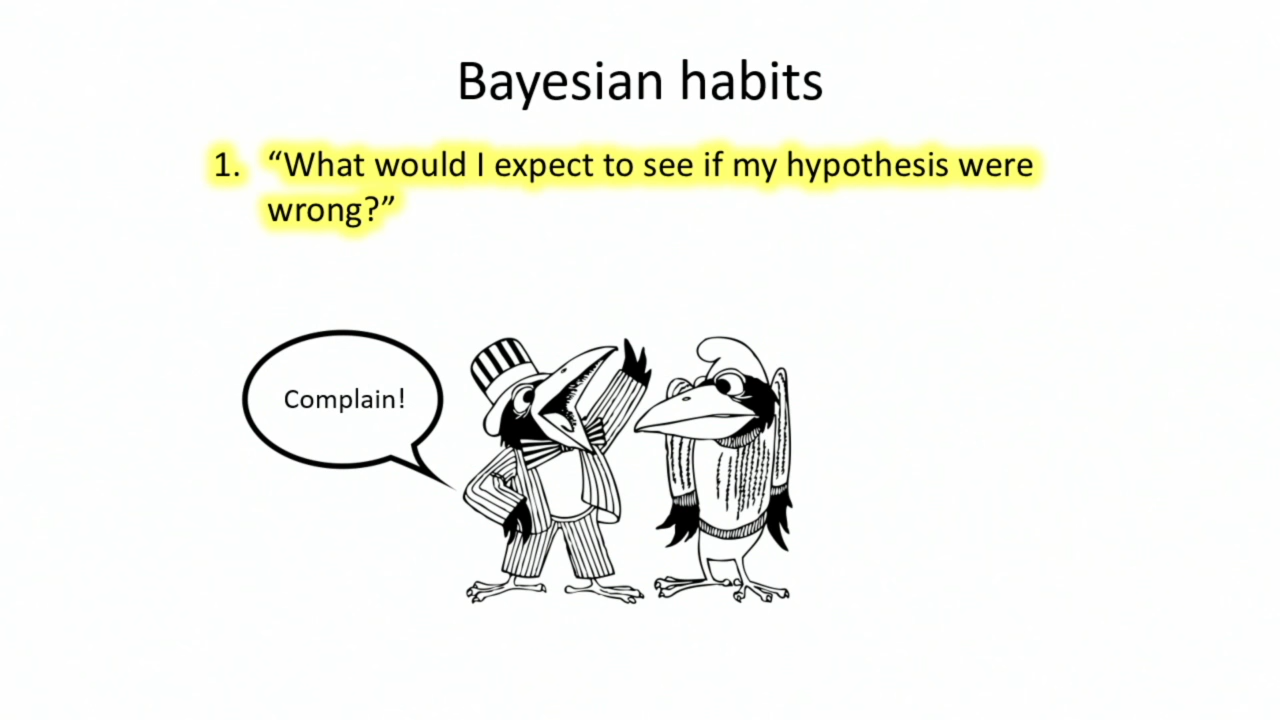 Bayesian habits
1. “What would I expect to see if my hypothesis were
wrong?”
Complain!